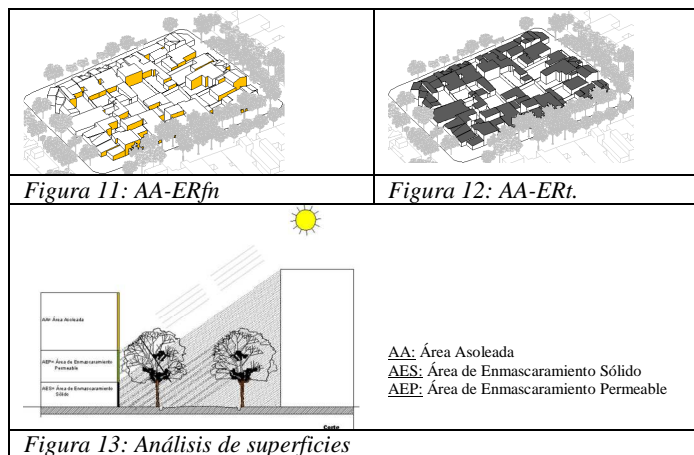 Figura 11: AA-ERfn
Figura 12: AA-ERt.
AA= Área Asoleada
AEP= Área de Enmascaramiento
Permeable
AES= Área de Enmascaramiento
Sólido
Corte
AA: Área Asoleada
AES: Área de Enmascaramiento Sólido
AEP: Área de Enmascaramiento Permeable
Figura 13: Análisis de superficies